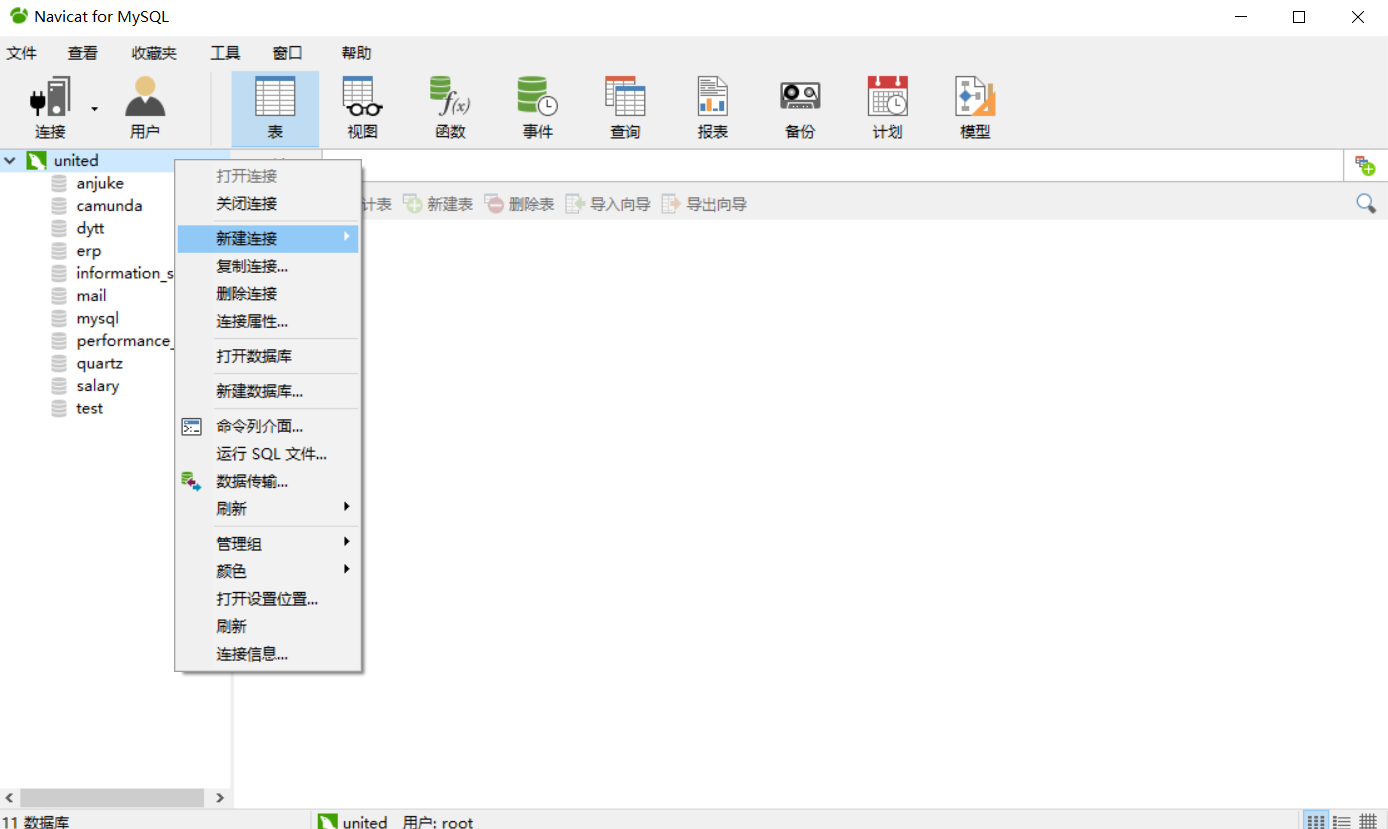 Navicat for MySQL
文件 查看 收藏夹 工具 窗口 帮助
连接 用户 表 视图 函数 事件 查询 报表 备份 计划 模型
united
anjuke
camunda
dytt
erp
information_s
mail
mysql
performance_
quartz
salary
test
计表 新建表 删除表 导入向导 导出向导
打开连接
关闭连接
新建连接
复制连接...
删除连接
连接属性...
打开数据库
新建数据库...
命令列介面...
运行 SQL 文件...
数据传输...
刷新
管理组
颜色
打开设置位置...
刷新
连接信息...
11 数据库 united 用户: root